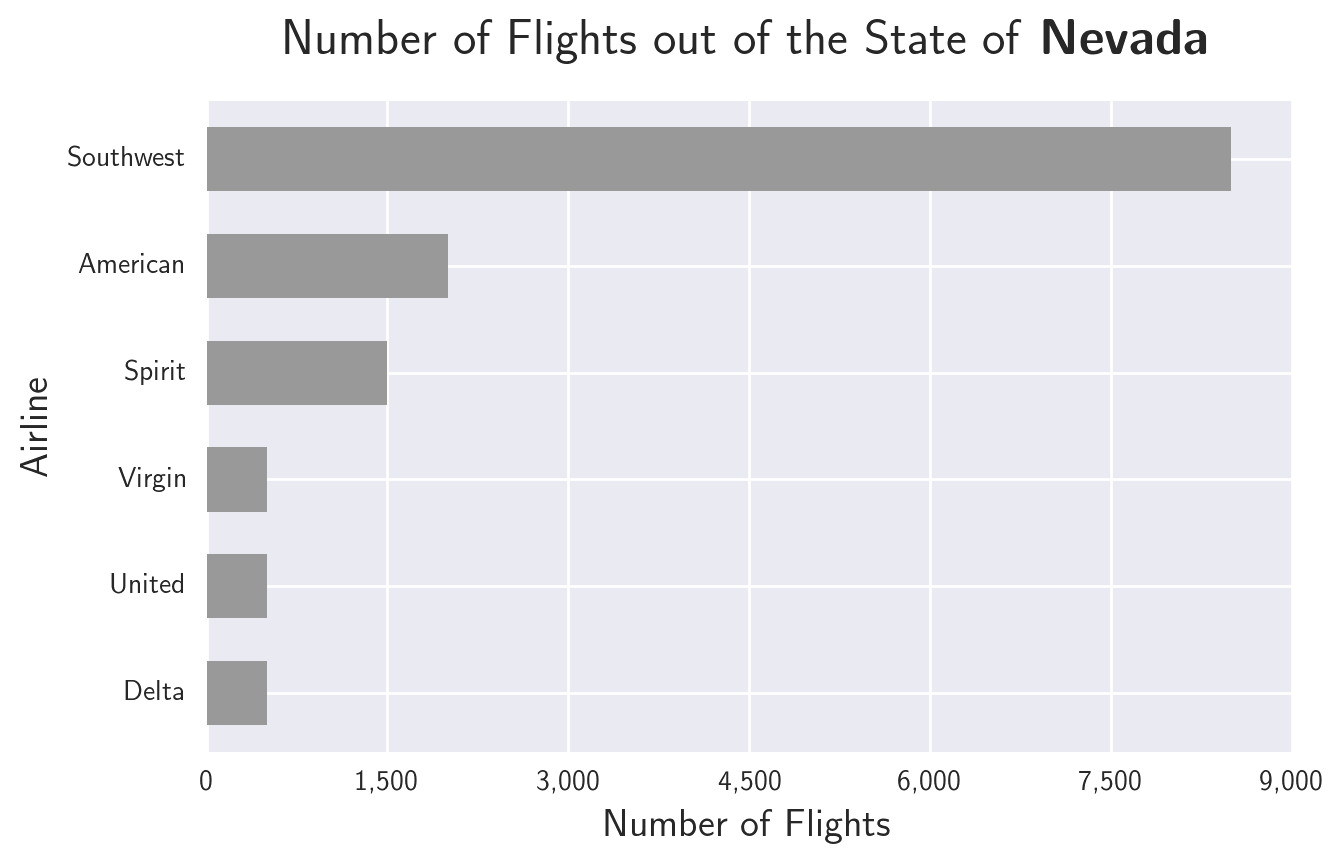 Number of Flights out of the State of Nevada
Southwest
American
Spirit
Virgin
United
Delta
Airline
0 1,500 3,000 4,500 6,000 7,500 9,000
Number of Flights